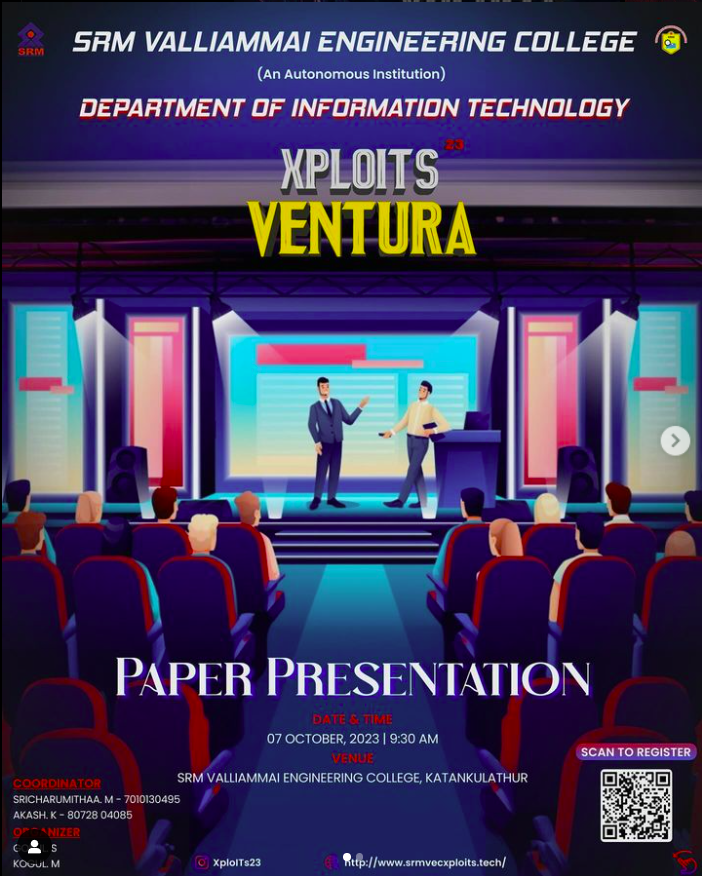 SRM
SRM VALLIAMMAI ENGINEERING COLLEGE
(An Autonomous Institution)
DEPARTMENT OF INFORMATION TECHNOLOGY
23
XPLOITS
VENTURA
PAPER PRESENTATION
DATE & TIME
07 OCTOBER, 2023 | 9:30 AM
VENUE
SRM VALLIAMMAI ENGINEERING COLLEGE, KATANKULATHUR
SCAN TO REGISTER
COORDINATOR
SRICHARUMITHAA. M - 7010130495
AKASH. K - 80728 04085
ORGANIZER
S
KOGUL. M
XploITs23
http://www.srmvecxploits.tech/